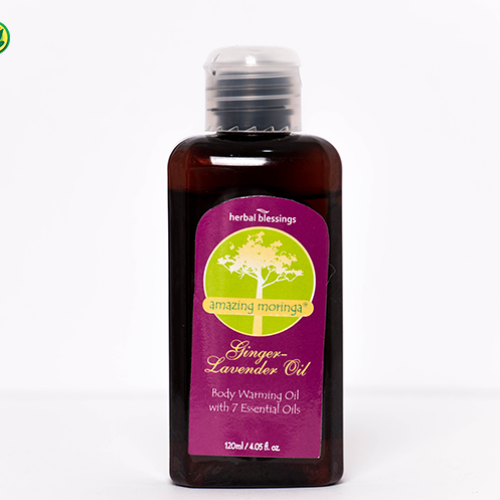 herbal blessings
amazing moringa®
Ginger-
Lavender Oil
Body Warming Oil
with 7 Essential Oils
120ml / 4.05 fl. oz.